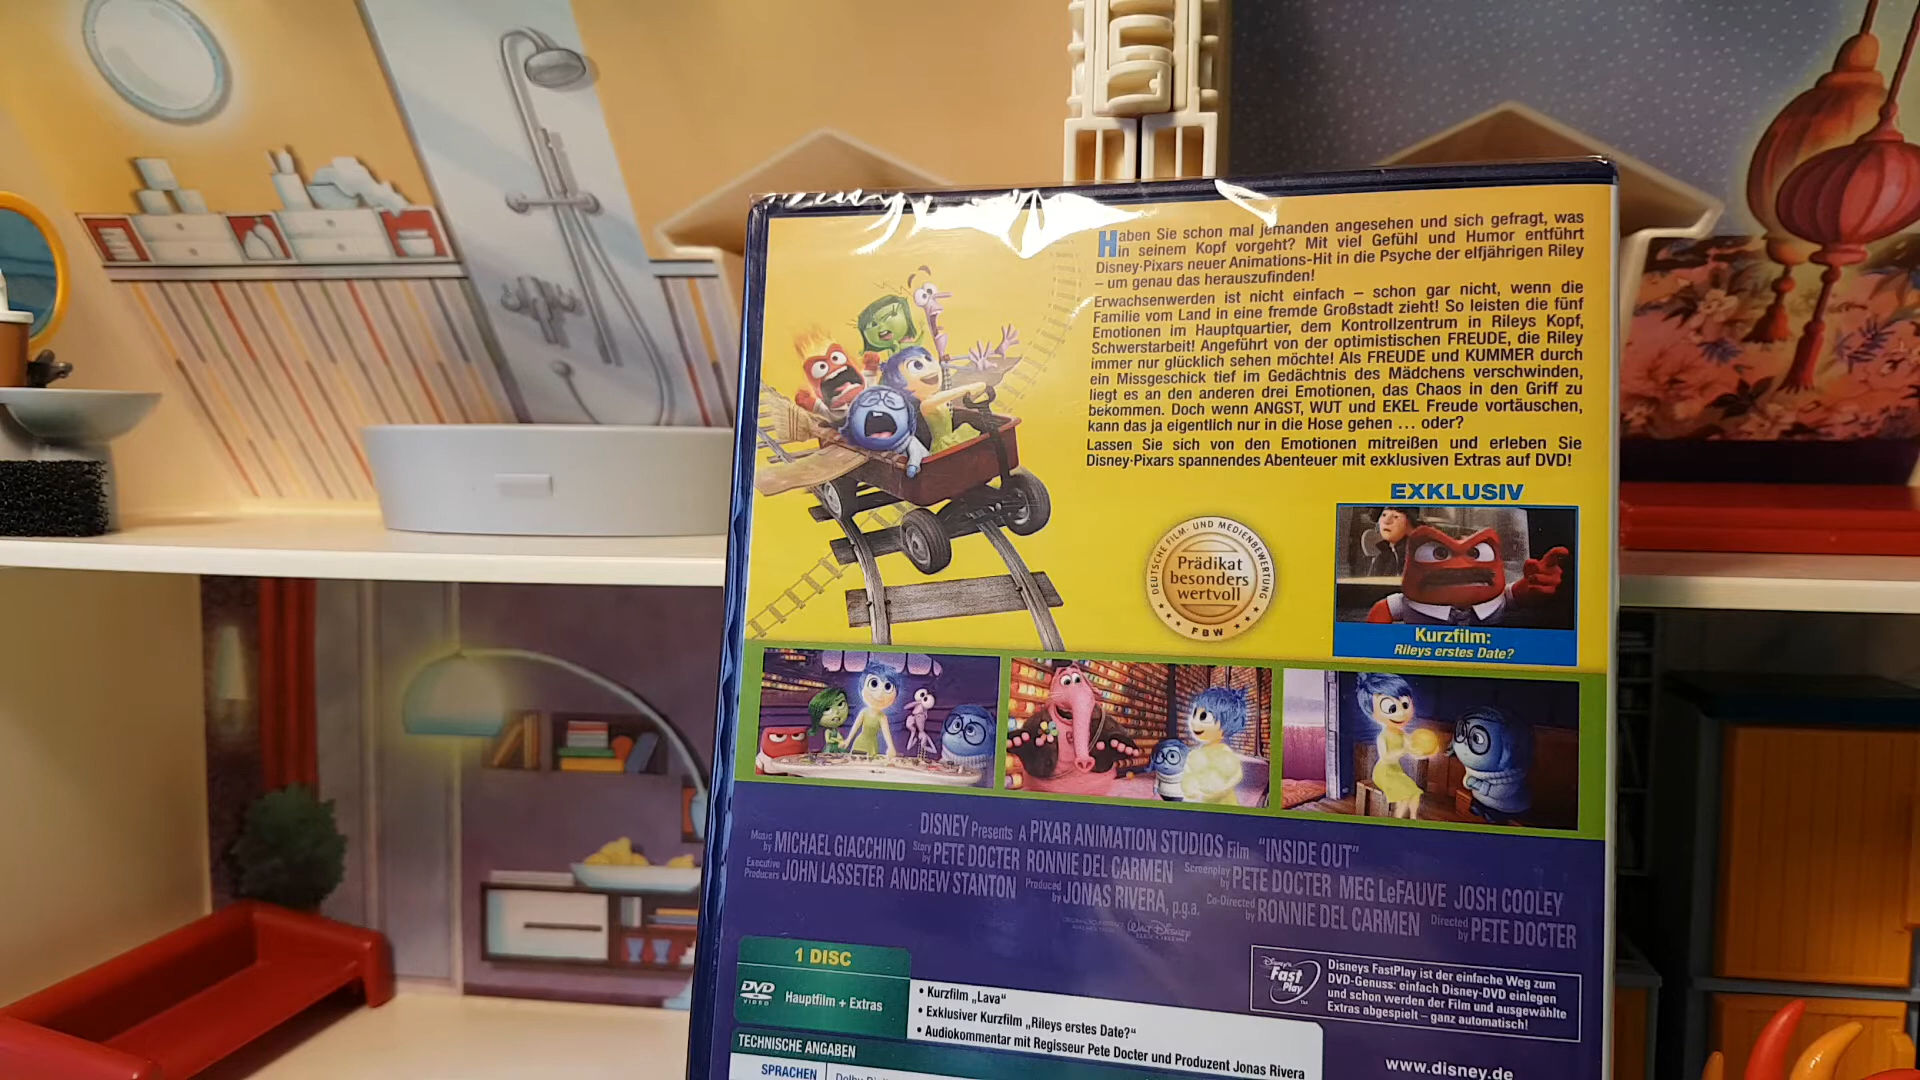 Haben Sie schon mal jemanden angesehen und sich gefragt, was
in seinem Kopf vorgeht? Mit viel Gefühl und Humor entführt
Disney·Pixars neuer Animations-Hit in die Psyche der elfjährigen Riley
– um genau das herauszufinden!
Erwachsenwerden ist nicht einfach – schon gar nicht, wenn die
Familie vom Land in eine fremde Großstadt zieht! So leisten die fünf
Emotionen im Hauptquartier, dem Kontrollzentrum in Rileys Kopf,
Schwerstarbeit! Angeführt von der optimistischen FREUDE, die Riley
immer nur glücklich sehen möchte! Als FREUDE und KUMMER durch
ein Missgeschick tief im Gedächtnis des Mädchens verschwinden,
liegt es an den anderen drei Emotionen, das Chaos in den Griff zu
bekommen. Doch wenn ANGST, WUT und EKEL Freude vortäuschen,
kann das ja eigentlich nur in die Hose gehen ... oder?
Lassen Sie sich von den Emotionen mitreißen und erleben Sie
Disney·Pixars spannendes Abenteuer mit exklusiven Extras auf DVD!
EXKLUSIV
DEUTSCHE FILM- UND MEDIENBEWERTUNG
Prädikat
besonders
wertvoll
FBW
Kurzfilm:
Rileys erstes Date?
DISNEY Presents A PIXAR ANIMATION STUDIOS Film "INSIDE OUT"
Music by MICHAEL GIACCHINO Story by PETE DOCTER RONNIE DEL CARMEN Screenplay by PETE DOCTER MEG LeFAUVE JOSH COOLEY
Executive Producers JOHN LASSETER ANDREW STANTON Produced by JONAS RIVERA, p.g.a. Co-Directed by RONNIE DEL CARMEN Directed by PETE DOCTER
WALT DISNEY
1 DISC
DVD VIDEO
Hauptfilm + Extras
• Kurzfilm „Lava“
• Exklusiver Kurzfilm „Rileys erstes Date?“
• Audiokommentar mit Regisseur Pete Docter und Produzent Jonas Rivera
Disney's Fast Play™
Disneys FastPlay ist der einfache Weg zum
DVD-Genuss: einfach Disney-DVD einlegen
und schon werden der Film und ausgewählte
Extras abgespielt – ganz automatisch!
www.disney.de
TECHNISCHE ANGABEN
SPRACHEN